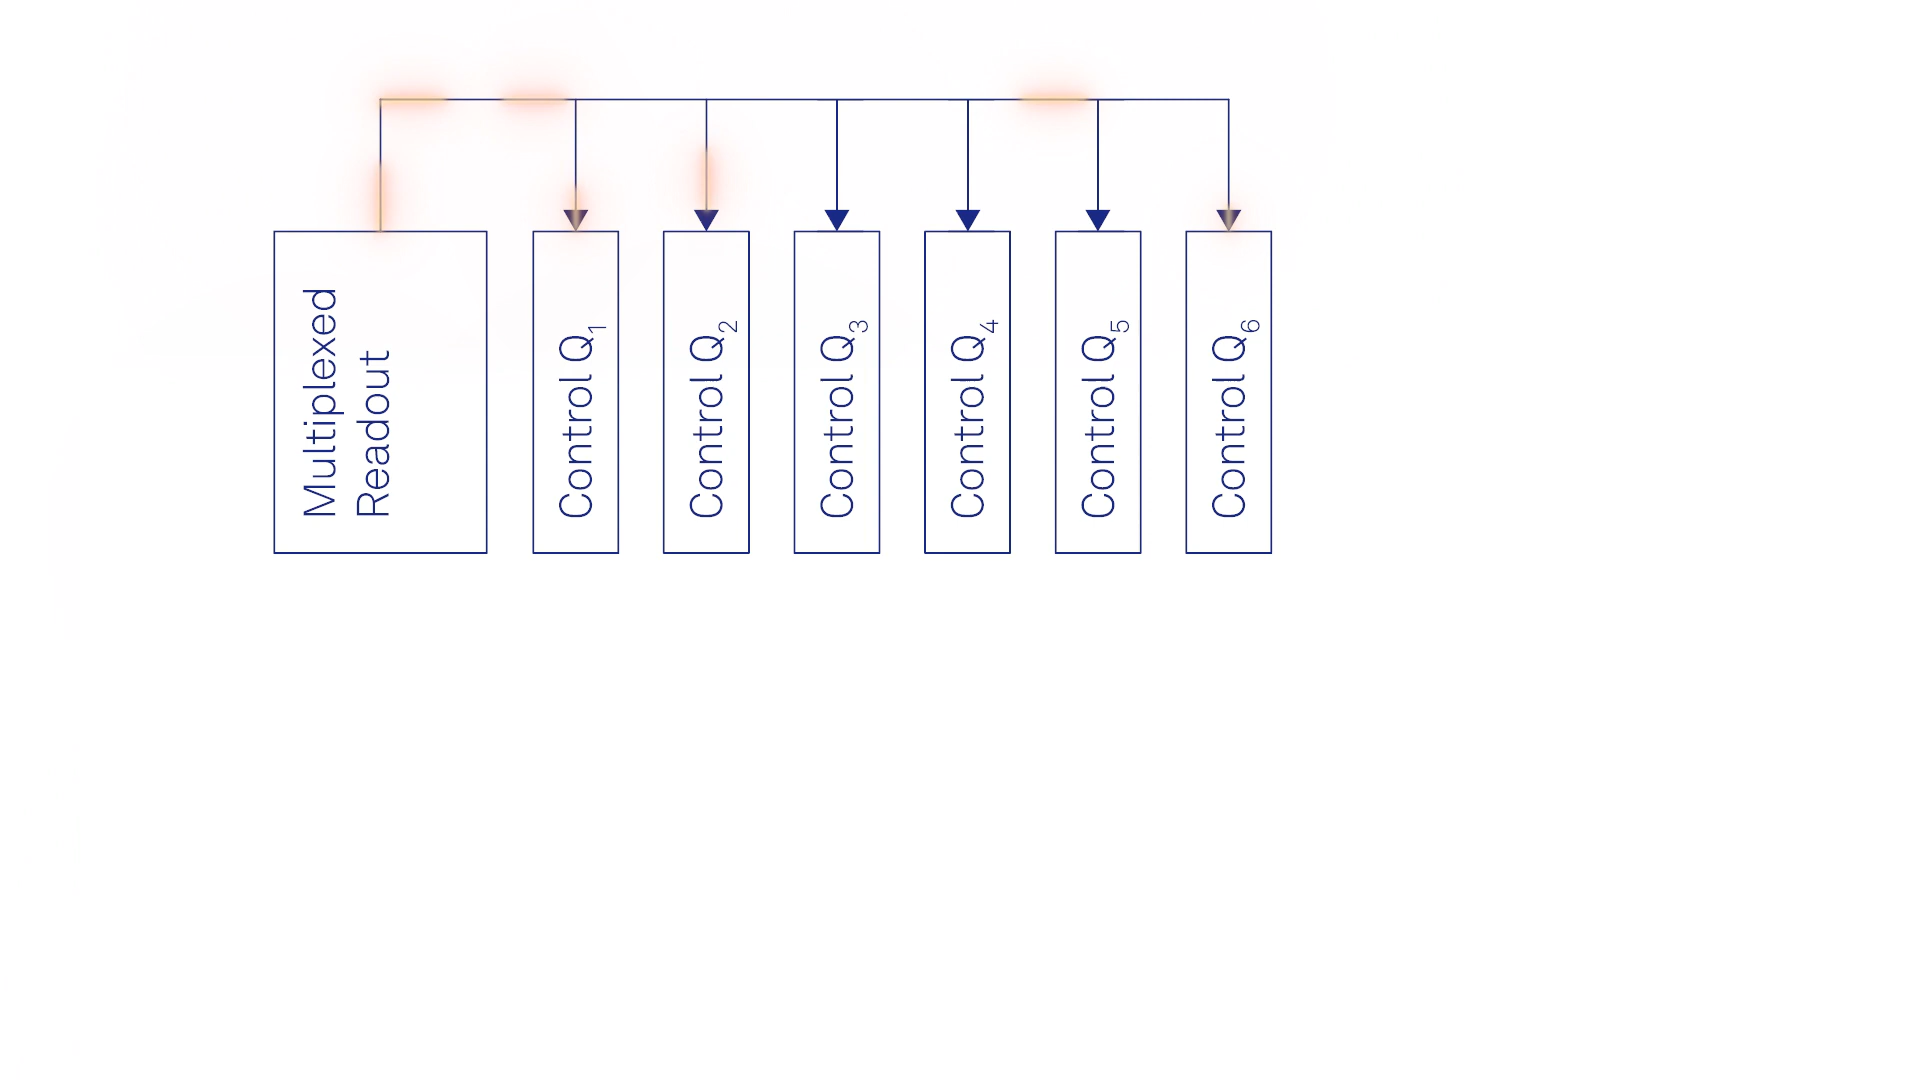 Multiplexed
Readout
Control Q₁
Control Q₂
Control Q₃
Control Q₄
Control Q₅
Control Q₆